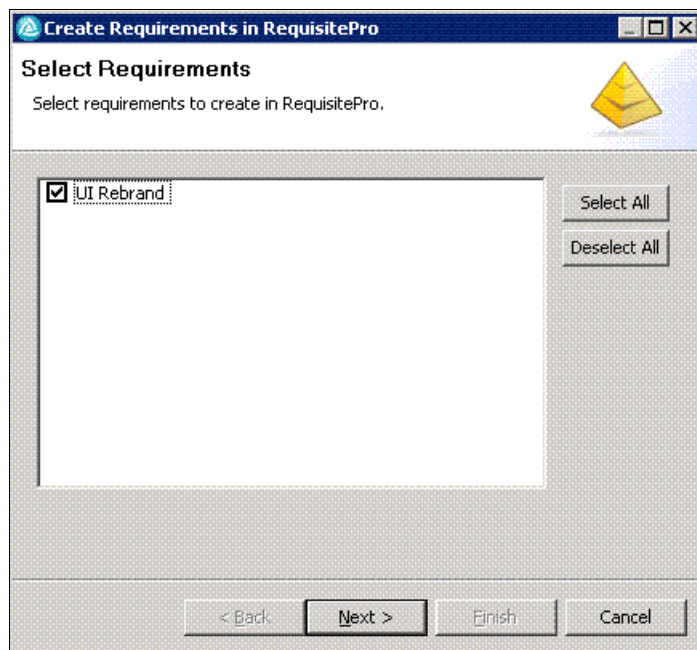 Create Requirements in RequisitePro
Select Requirements
Select requirements to create in RequisitePro.
UI Rebrand
Select All
Deselect All
< Back
Next >
Finish
Cancel